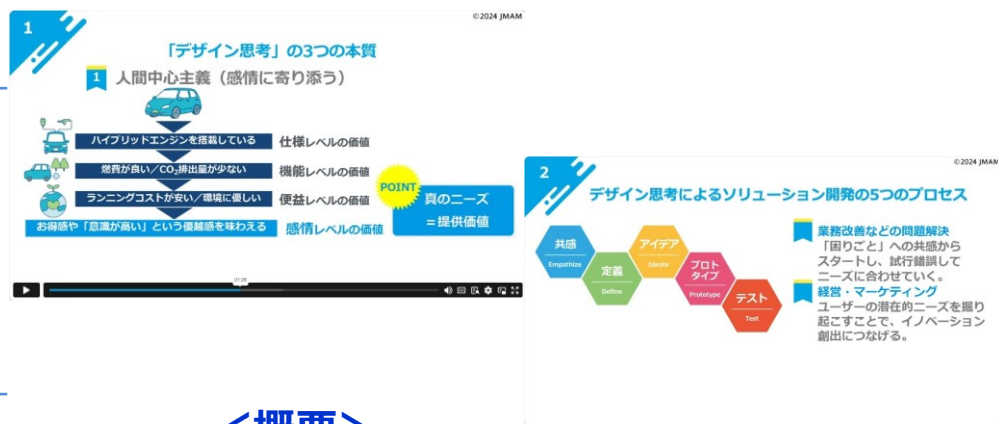 ©2024 JMAM
1
「デザイン思考」の3つの本質
1 人間中心主義（感情に寄り添う）
ハイブリッドエンジンを搭載している 仕様レベルの価値
燃費が良い／CO₂排出量が少ない 機能レベルの価値
ランニングコストが安い／環境に優しい 便益レベルの価値
お得感や「意識が高い」という優越感を味わえる 感情レベルの価値
POINT
真のニーズ
＝提供価値
01:29
©2024 JMAM
2
デザイン思考によるソリューション開発の5つのプロセス
共感
Empathize
定義
Define
アイデア
Ideate
プロト
タイプ
Prototype
テスト
Test
業務改善などの問題解決
「困りごと」への共感から
スタートし、試行錯誤して
ニーズに合わせていく。
経営・マーケティング
ユーザーの潜在的ニーズを掘り
起こすことで、イノベーション
創出につなげる。
＜概要＞